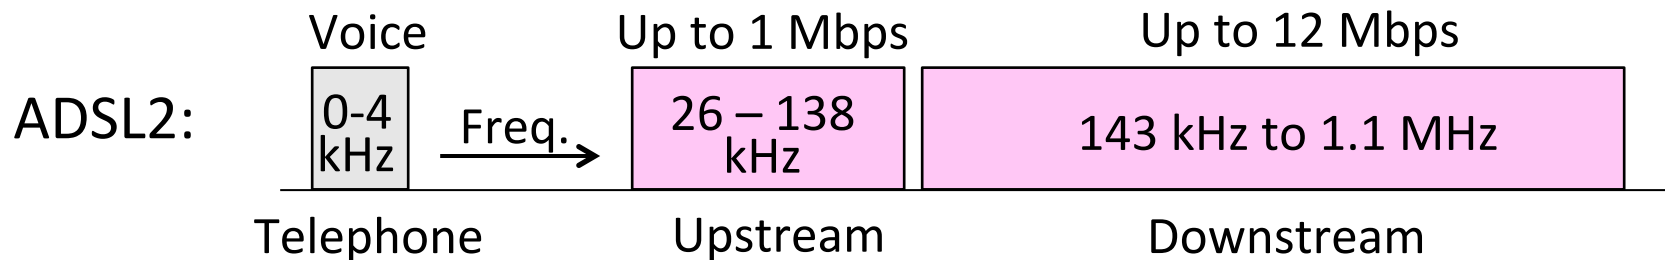 Voice
Up to 1 Mbps
Up to 12 Mbps
ADSL2:
0-4
kHz
Freq.
26 – 138
kHz
143 kHz to 1.1 MHz
Telephone
Upstream
Downstream